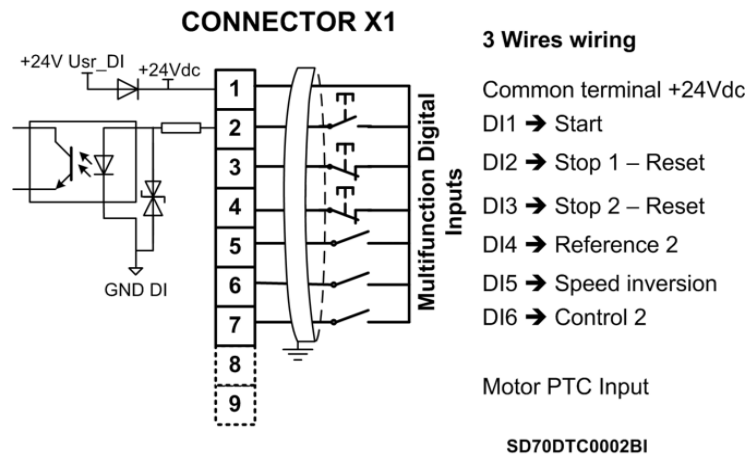 CONNECTOR X1
+24V Usr_DI
+24Vdc
GND DI
1
2
3
4
5
6
7
8
9
Multifunction Digital
Inputs
3 Wires wiring
Common terminal +24Vdc
DI1 ➔ Start
DI2 ➔ Stop 1 – Reset
DI3 ➔ Stop 2 – Reset
DI4 ➔ Reference 2
DI5 ➔ Speed inversion
DI6 ➔ Control 2
Motor PTC Input
SD70DTC0002BI